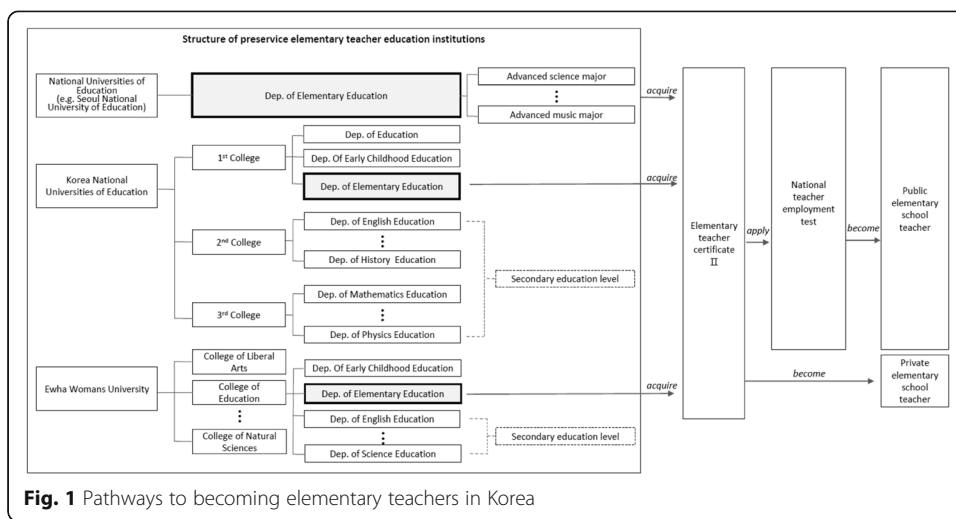 Structure of preservice elementary teacher education institutions
National Universities of
Education
(e.g. Seoul National
University of Education)
Dep. of Elementary Education
Advanced science major
Advanced music major
acquire
Korea National
Universities of Education
1st College
Dep. of Education
Dep. Of Early Childhood Education
Dep. of Elementary Education
acquire
2nd College
Dep. of English Education
Dep. of History Education
3rd College
Dep. of Mathematics Education
Dep. of Physics Education
Secondary education level
Ewha Womans University
College of Liberal
Arts
College of
Education
College of Natural
Sciences
Dep. Of Early Childhood Education
Dep. of Elementary Education
Dep. of English Education
Dep. of Science Education
Secondary education level
acquire
Elementary
teacher
certificate
II
apply
National
teacher
employment
test
become
Public
elementary
school
teacher
become
Private
elementary
school
teacher
Fig. 1 Pathways to becoming elementary teachers in Korea